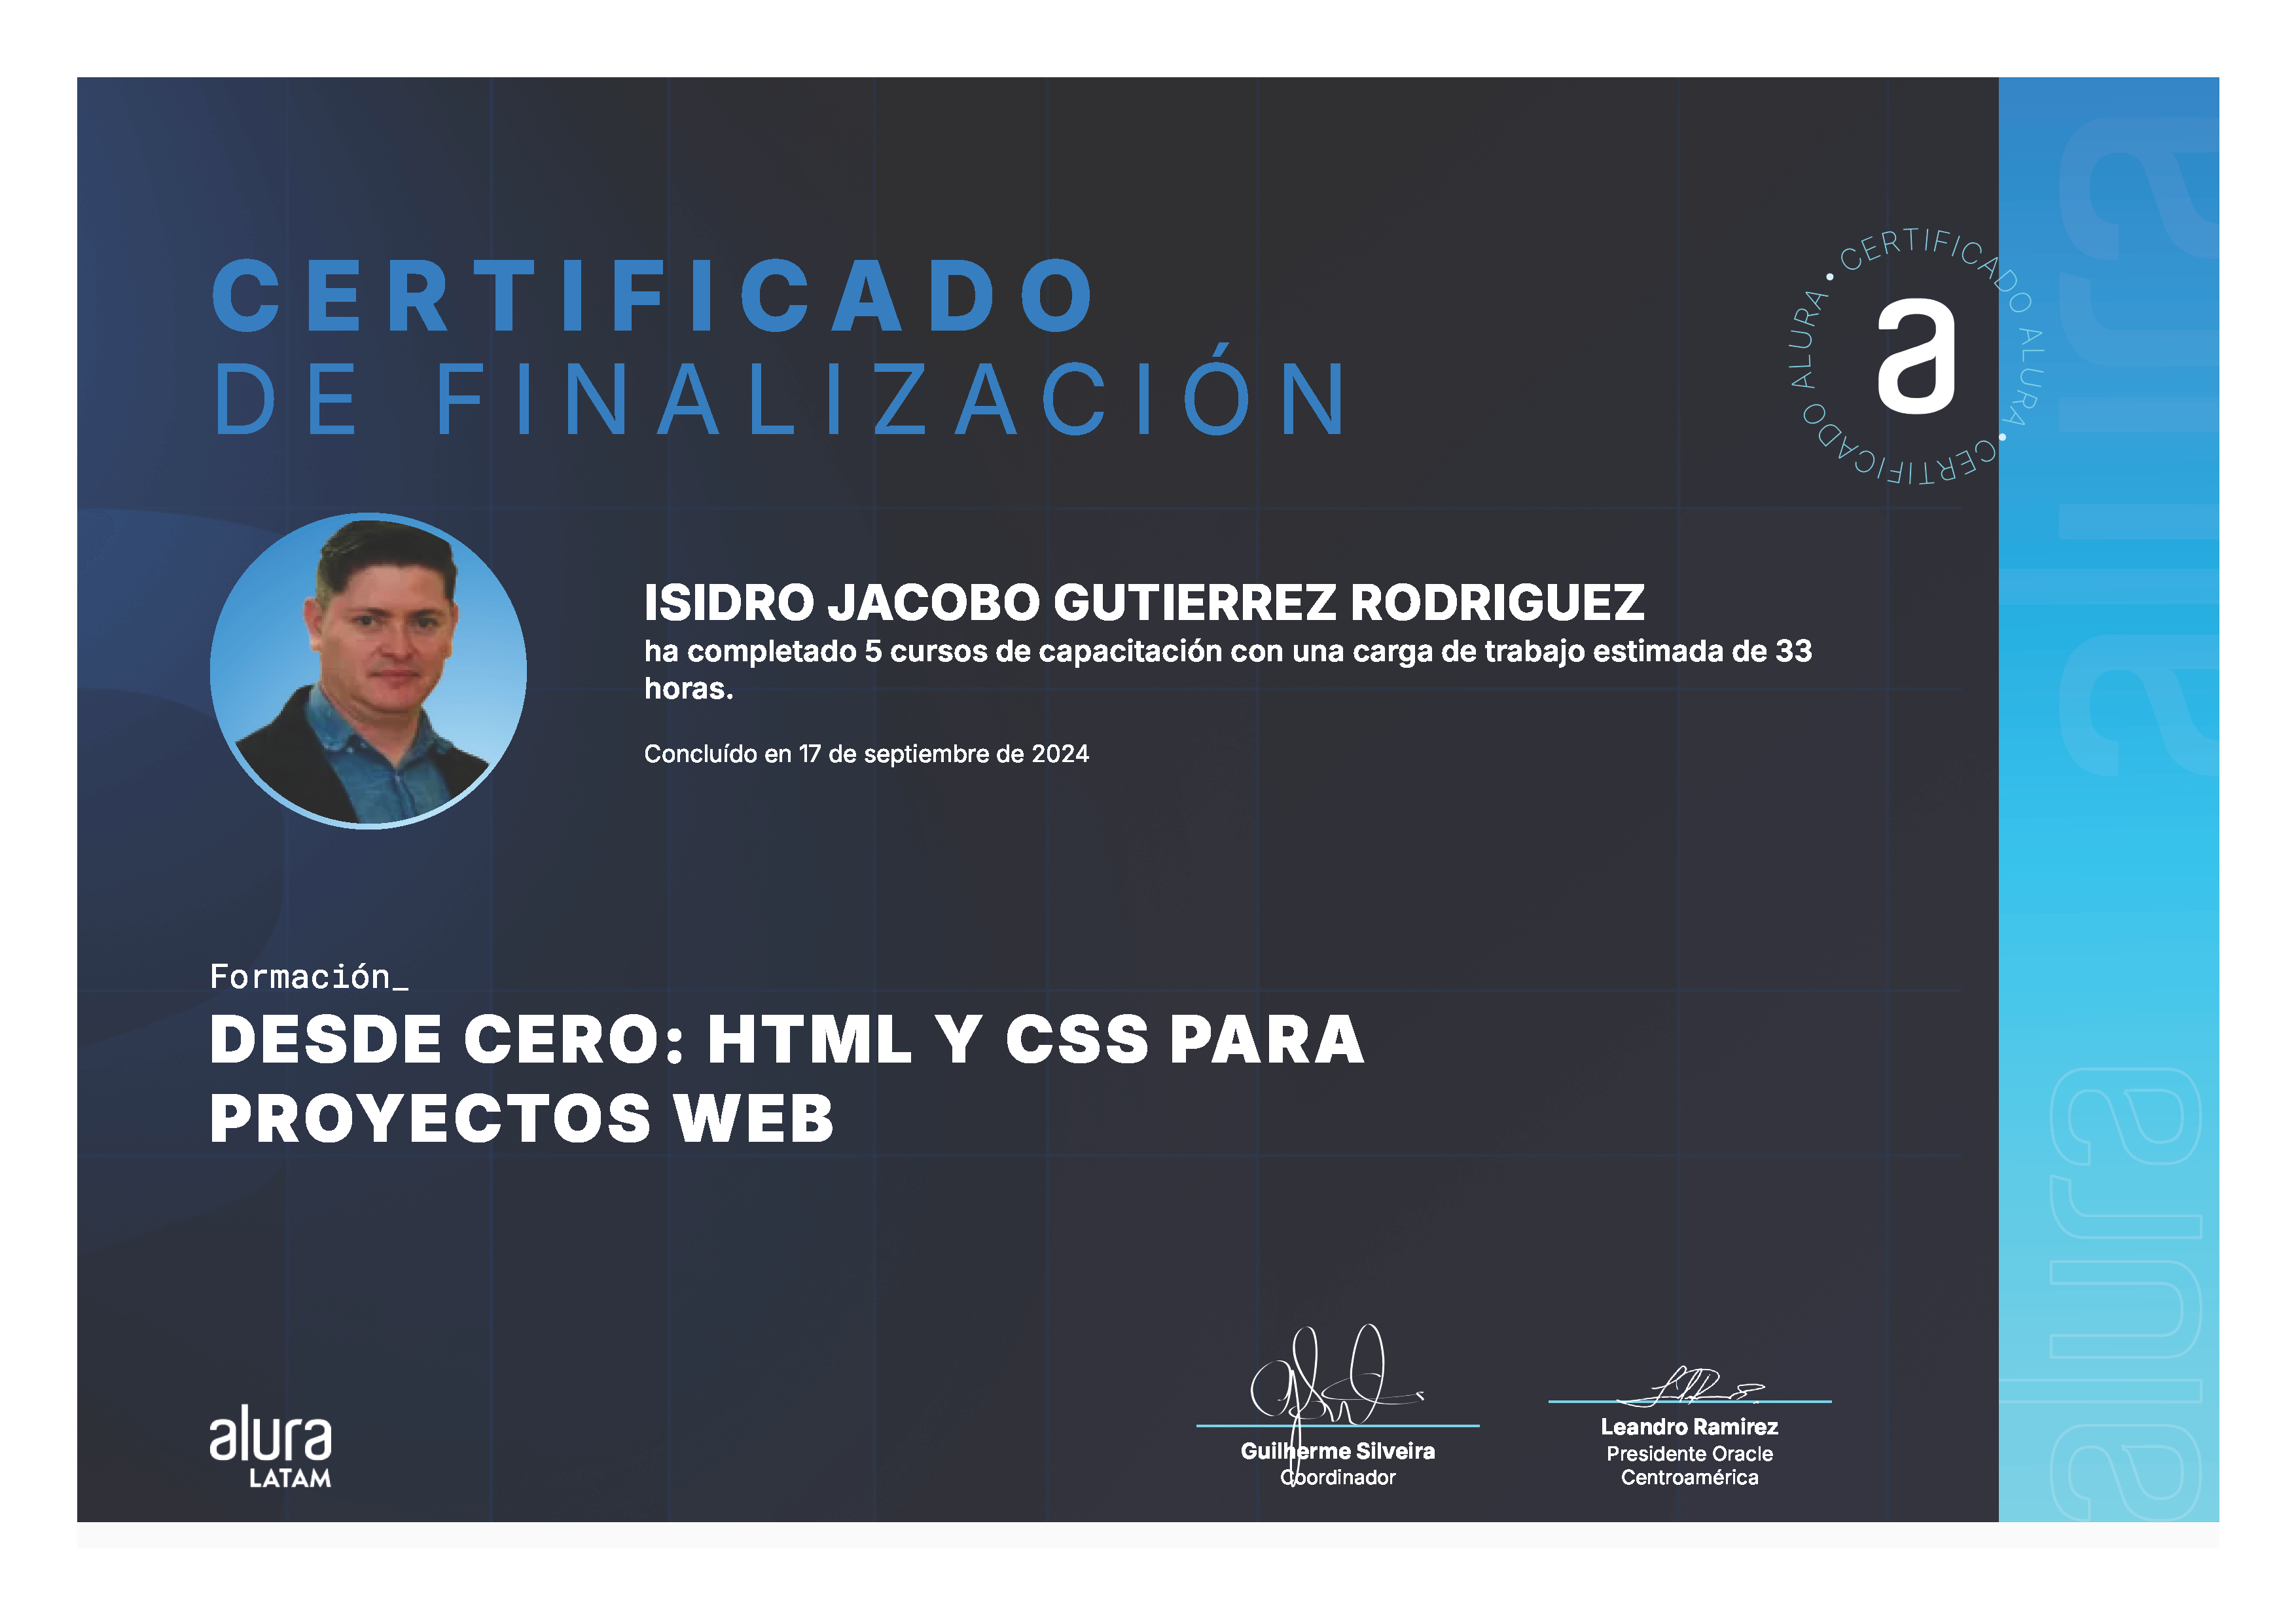 CERTIFICADO
DE FINALIZACIÓN
CERTIFICADO ALURA • CERTIFICADO ALURA •
a
ISIDRO JACOBO GUTIERREZ RODRIGUEZ
ha completado 5 cursos de capacitación con una carga de trabajo estimada de 33
horas.
Concluído en 17 de septiembre de 2024
Formación_
DESDE CERO: HTML Y CSS PARA
PROYECTOS WEB
alura
LATAM
Guilherme Silveira
Coordinador
Leandro Ramirez
Presidente Oracle
Centroamérica
alura
alura